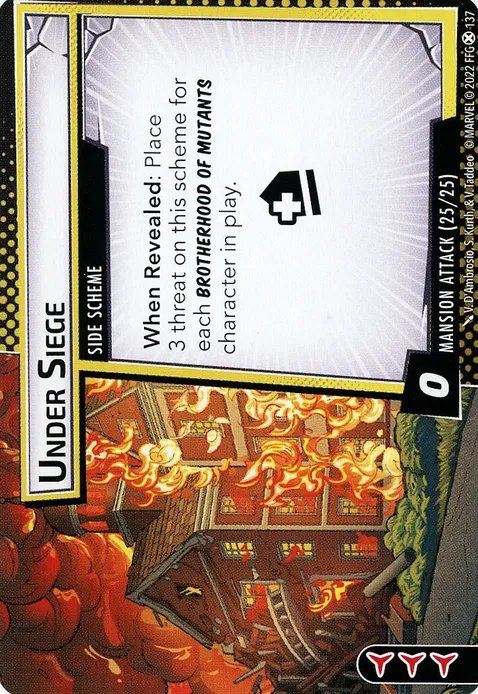 UNDER SIEGE
SIDE SCHEME
When Revealed: Place
3 threat on this scheme for
each BROTHERHOOD OF MUTANTS
character in play.
0
MANSION ATTACK (25/25)
V. D'Ambrosio, S. Kurth, & V. Taddeo © MARVEL © 2022 FFG 137